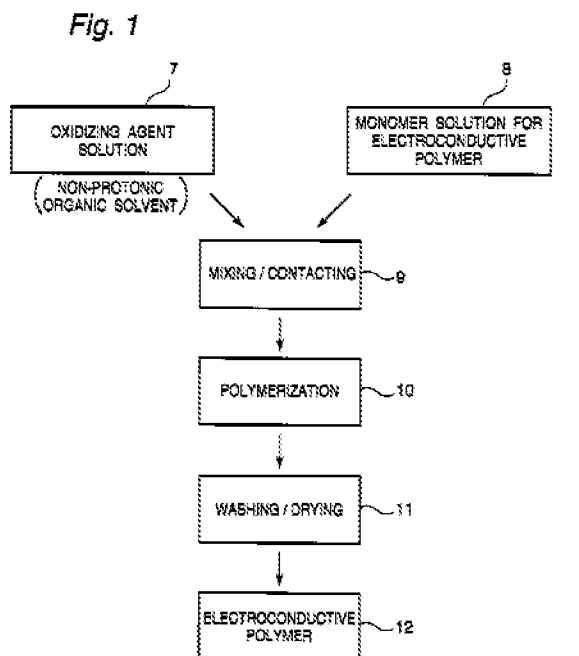 Fig. 1
7
8
OXIDIZING AGENT
SOLUTION
(NON-PROTONIC
ORGANIC SOLVENT)
MONOMER SOLUTION FOR
ELECTROCONDUCTIVE
POLYMER
MIXING / CONTACTING
9
POLYMERIZATION
10
WASHING / DRYING
11
ELECTROCONDUCTIVE
POLYMER
12